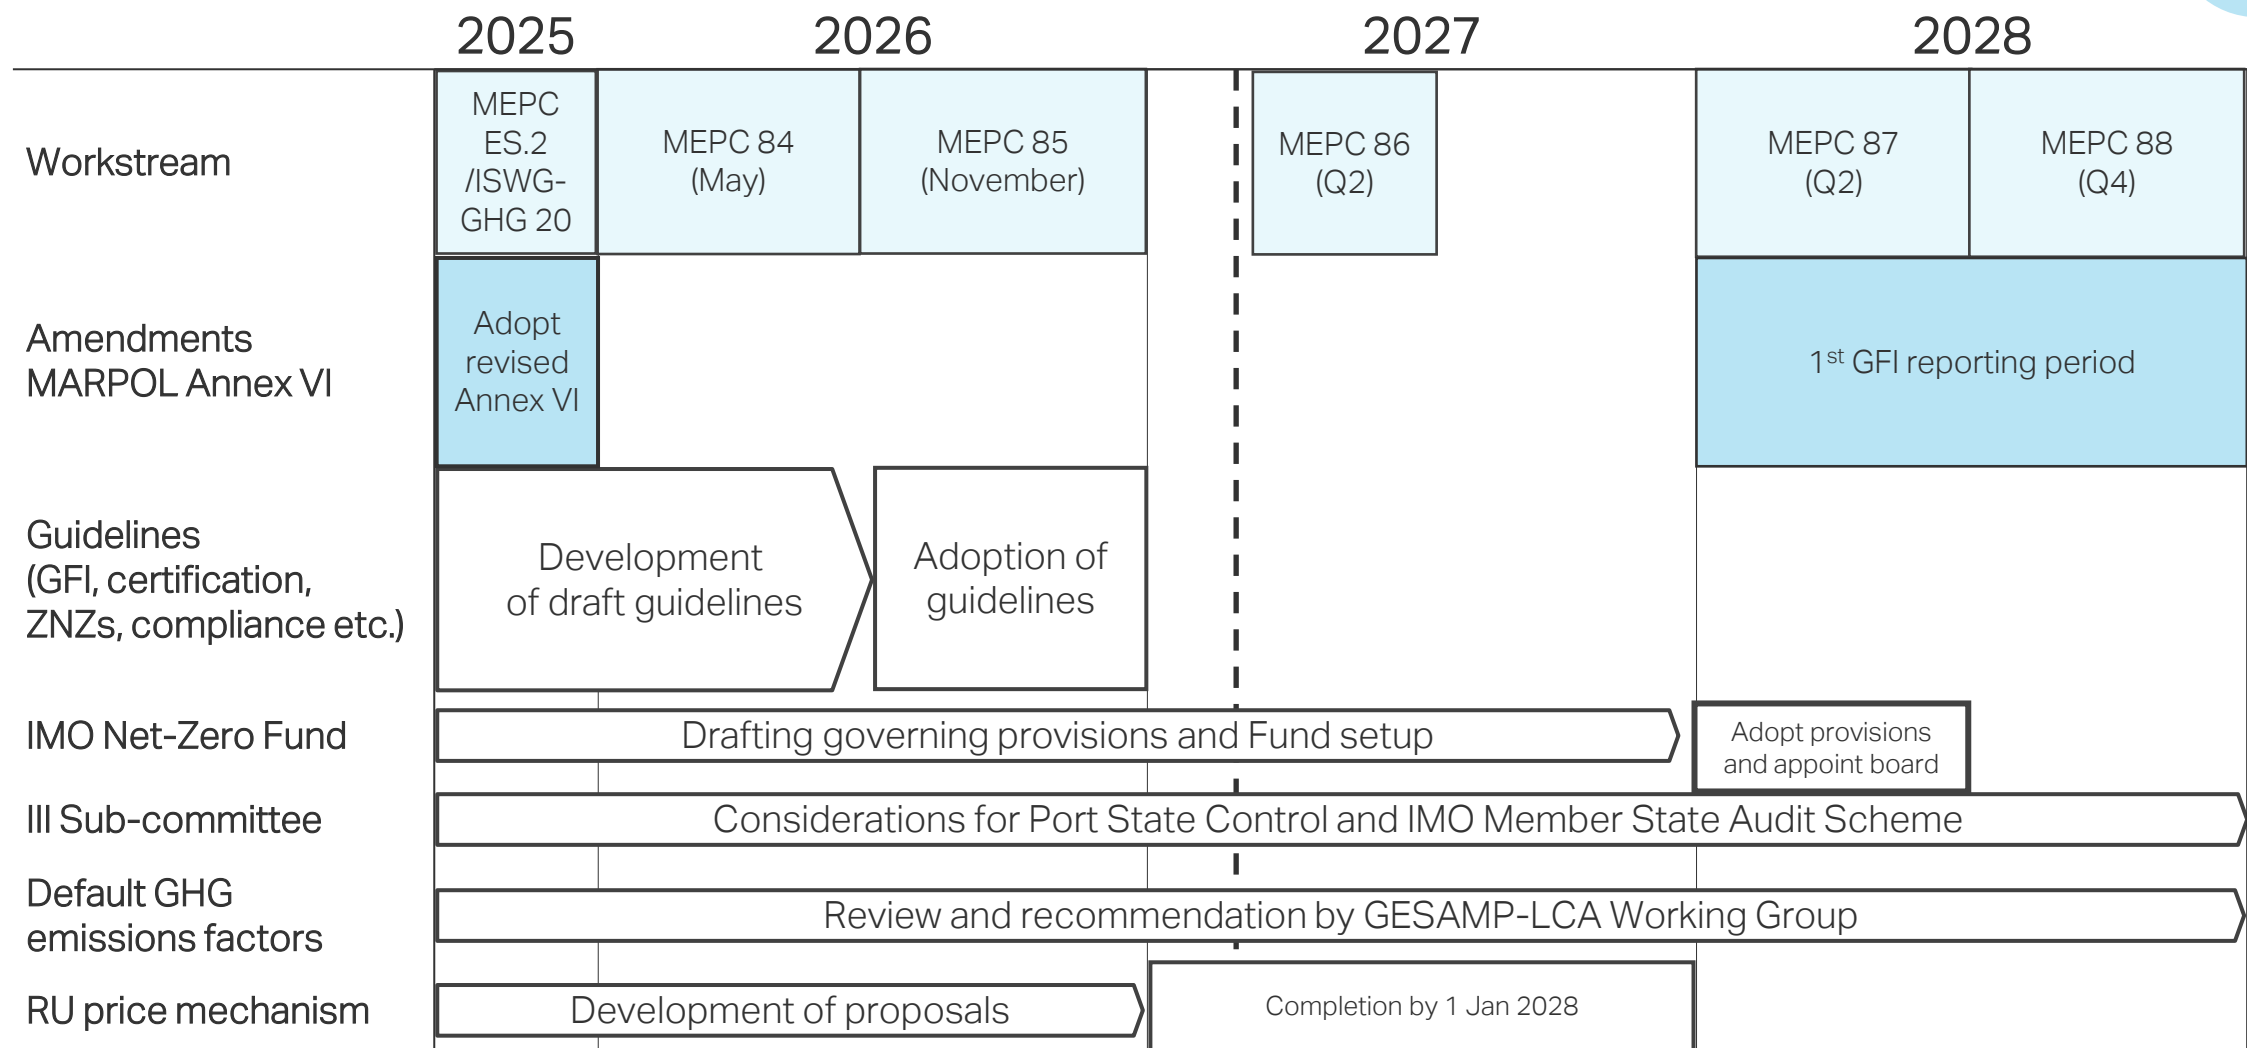 2025 2026 2027 2028
Workstream
MEPC
ES.2
/ISWG-
GHG 20
MEPC 84
(May)
MEPC 85
(November)
MEPC 86
(Q2)
MEPC 87
(Q2)
MEPC 88
(Q4)
Amendments
MARPOL Annex VI
Adopt
revised
Annex VI
1st GFI reporting period
Guidelines
(GFI, certification,
ZNZs, compliance etc.)
Development
of draft guidelines
Adoption of
guidelines
IMO Net-Zero Fund
Drafting governing provisions and Fund setup
Adopt provisions
and appoint board
III Sub-committee
Considerations for Port State Control and IMO Member State Audit Scheme
Default GHG
emissions factors
Review and recommendation by GESAMP-LCA Working Group
RU price mechanism
Development of proposals
Completion by 1 Jan 2028